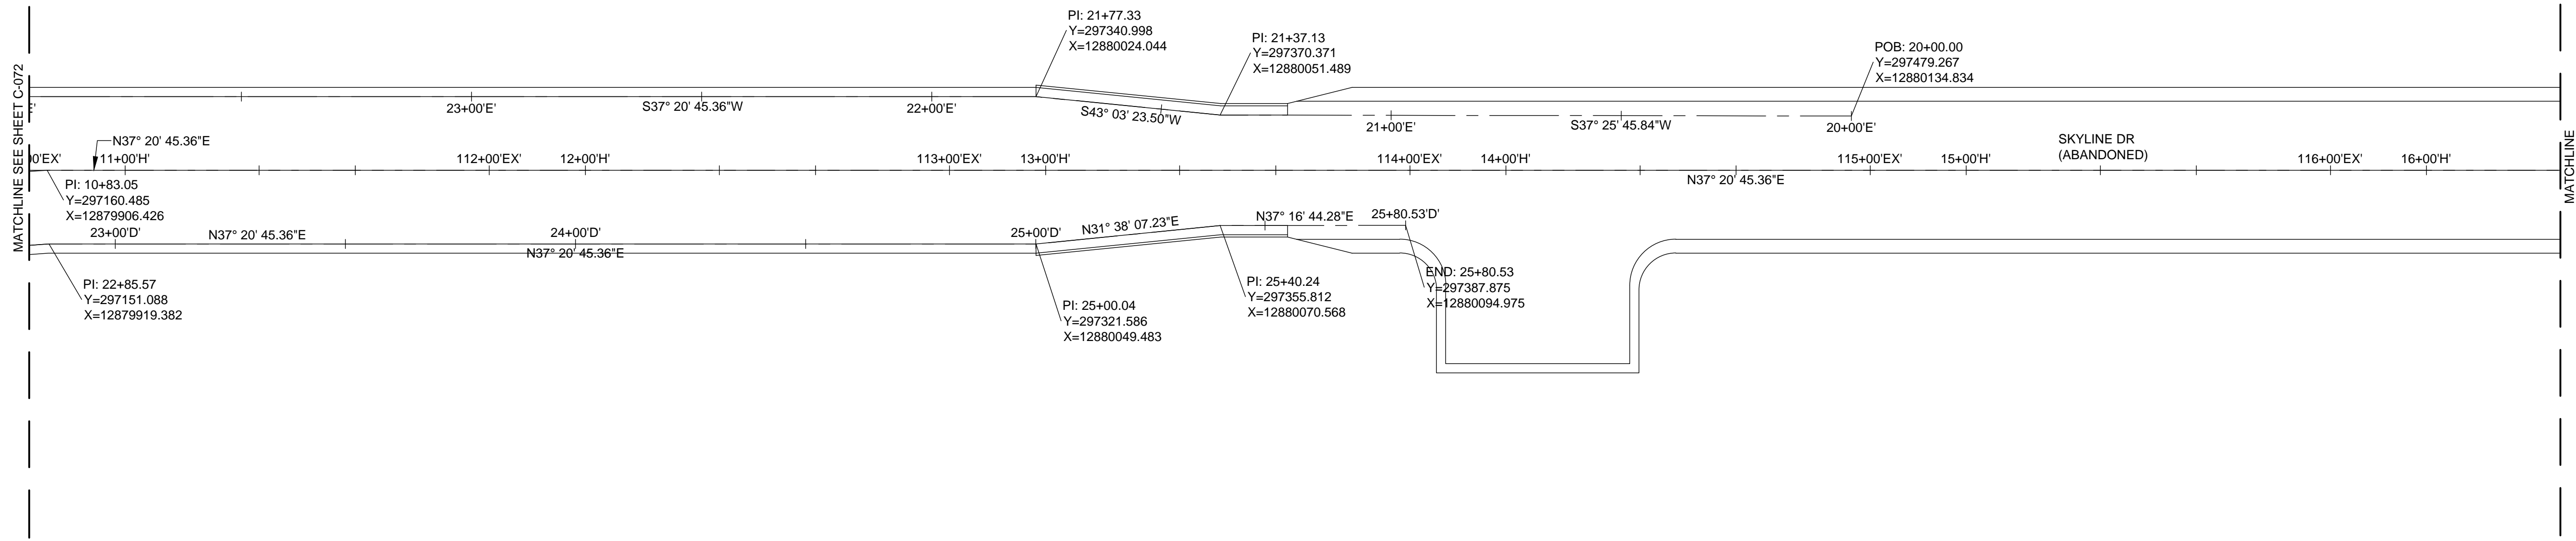 PI: 21+77.33
Y=297340.998
X=12880024.044
PI: 21+37.13
Y=297370.371
X=12880051.489
POB: 20+00.00
Y=297479.267
X=12880134.834
MATCHLINE SEE SHEET C-072
23+00'E'
S37° 20' 45.36"W
22+00'E'
S43° 03' 23.50"W
21+00'E'
S37° 25' 45.84"W
20+00'E'
N37° 20' 45.36"E
SKYLINE DR
(ABANDONED)
MATCHLINE
00'EX'
11+00'H'
112+00'EX'
12+00'H'
113+00'EX'
13+00'H'
114+00'EX'
14+00'H'
115+00'EX'
15+00'H'
116+00'EX'
16+00'H'
N37° 20' 45.36"E
PI: 10+83.05
Y=297160.485
X=12879906.426
23+00'D'
N37° 20' 45.36"E
24+00'D'
N37° 20' 45.36"E
25+00'D'
N31° 38' 07.23"E
N37° 16' 44.28"E
25+80.53'D'
PI: 22+85.57
Y=297151.088
X=12879919.382
PI: 25+00.04
Y=297321.586
X=12880049.483
PI: 25+40.24
Y=297355.812
X=12880070.568
END: 25+80.53
Y=297387.875
X=12880094.975